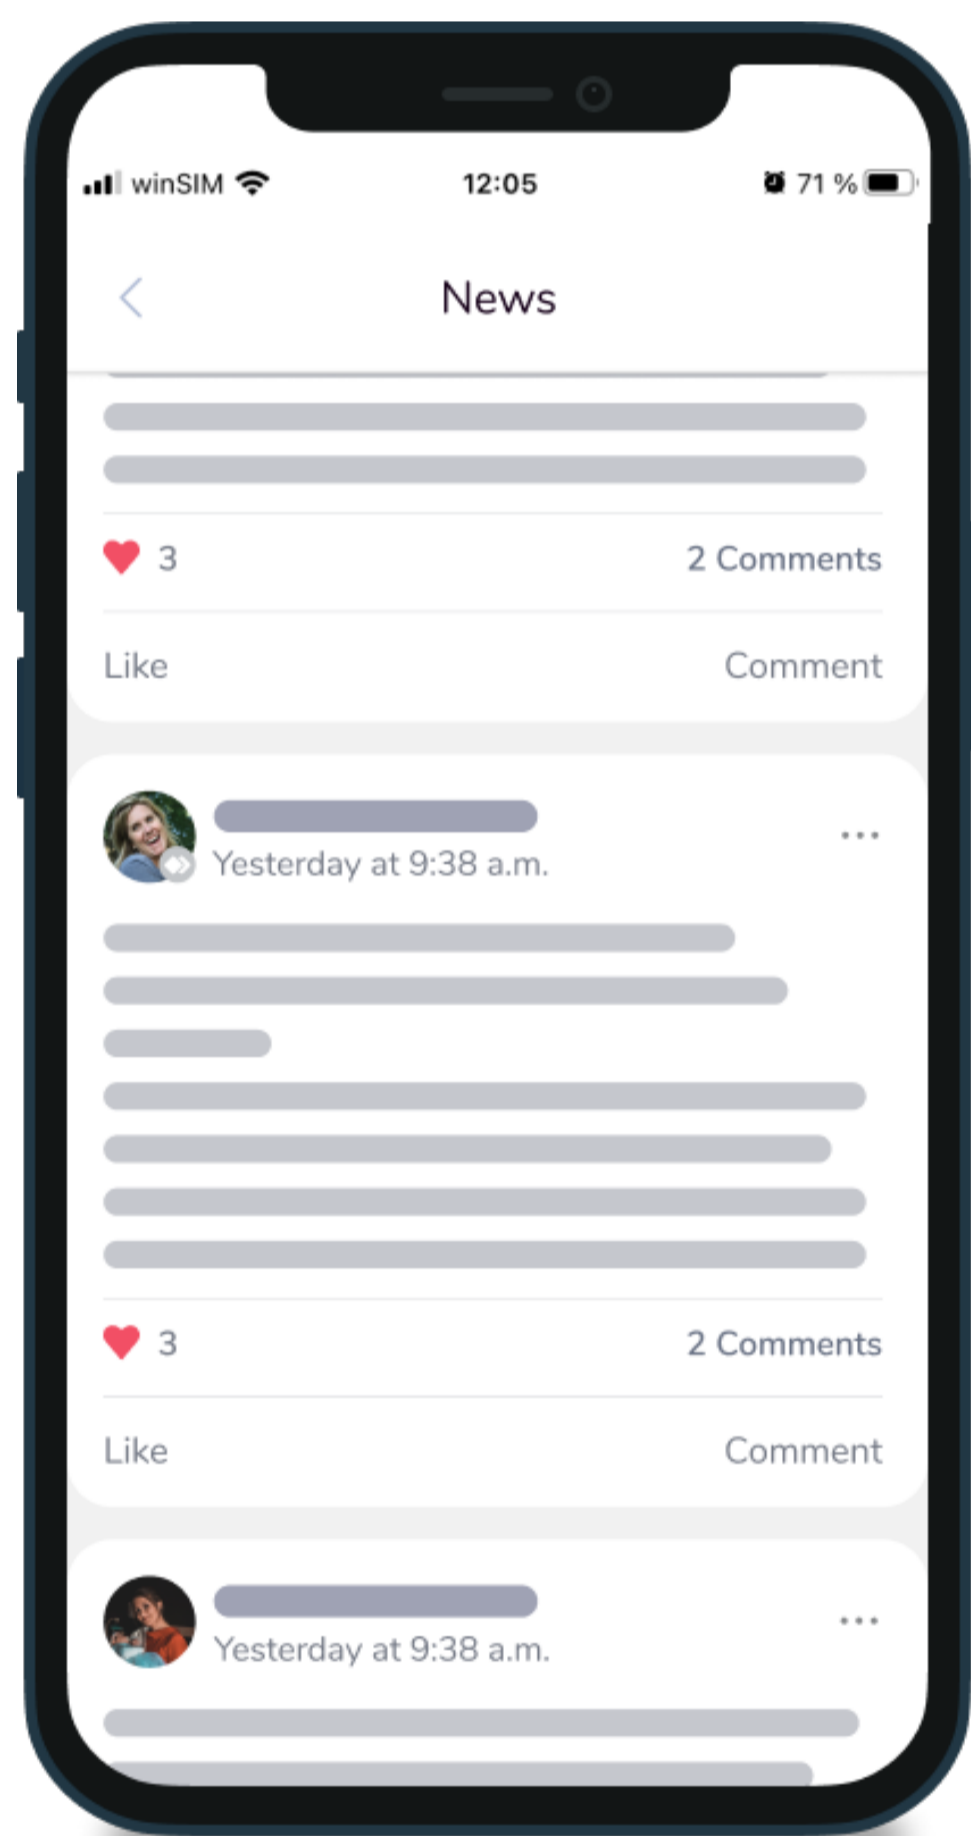 winSIM 12:05 71 %
News
3 2 Comments
Like Comment
Yesterday at 9:38 a.m.
3 2 Comments
Like Comment
Yesterday at 9:38 a.m.